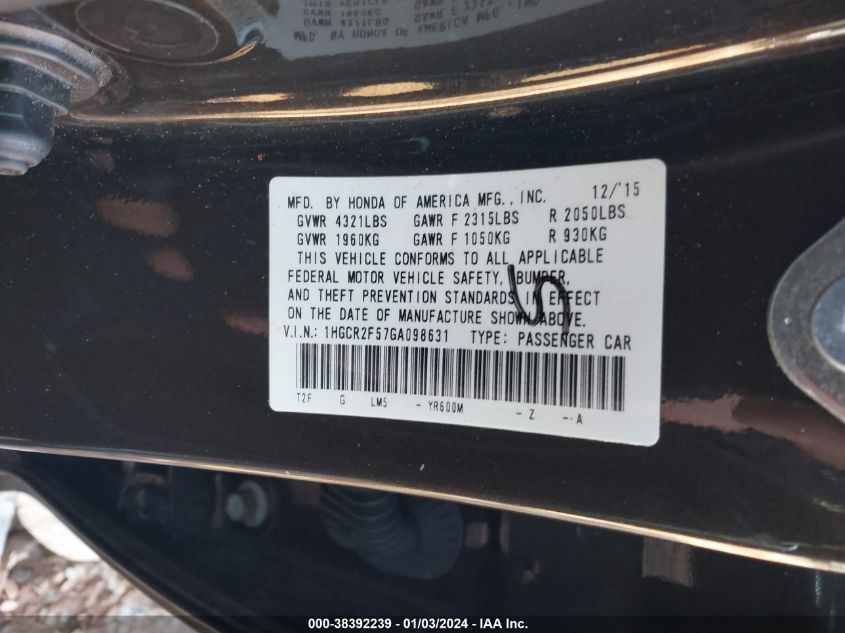 MFD. BY HONDA OF AMERICA MFG., INC. 12/'15
GVWR 4321LBS GAWR F 2315LBS R 2050LBS
GVWR 1960KG GAWR F 1050KG R 930KG
THIS VEHICLE CONFORMS TO ALL APPLICABLE
FEDERAL MOTOR VEHICLE SAFETY, BUMPER,
AND THEFT PREVENTION STANDARDS IN EFFECT
ON THE DATE OF MANUFACTURE SHOWN ABOVE.
V.I.N.: 1HGCR2F57GA098631 TYPE: PASSENGER CAR
T2F G LM5 - YR600M - Z - A
000-38392239 - 01/03/2024 - IAA Inc.